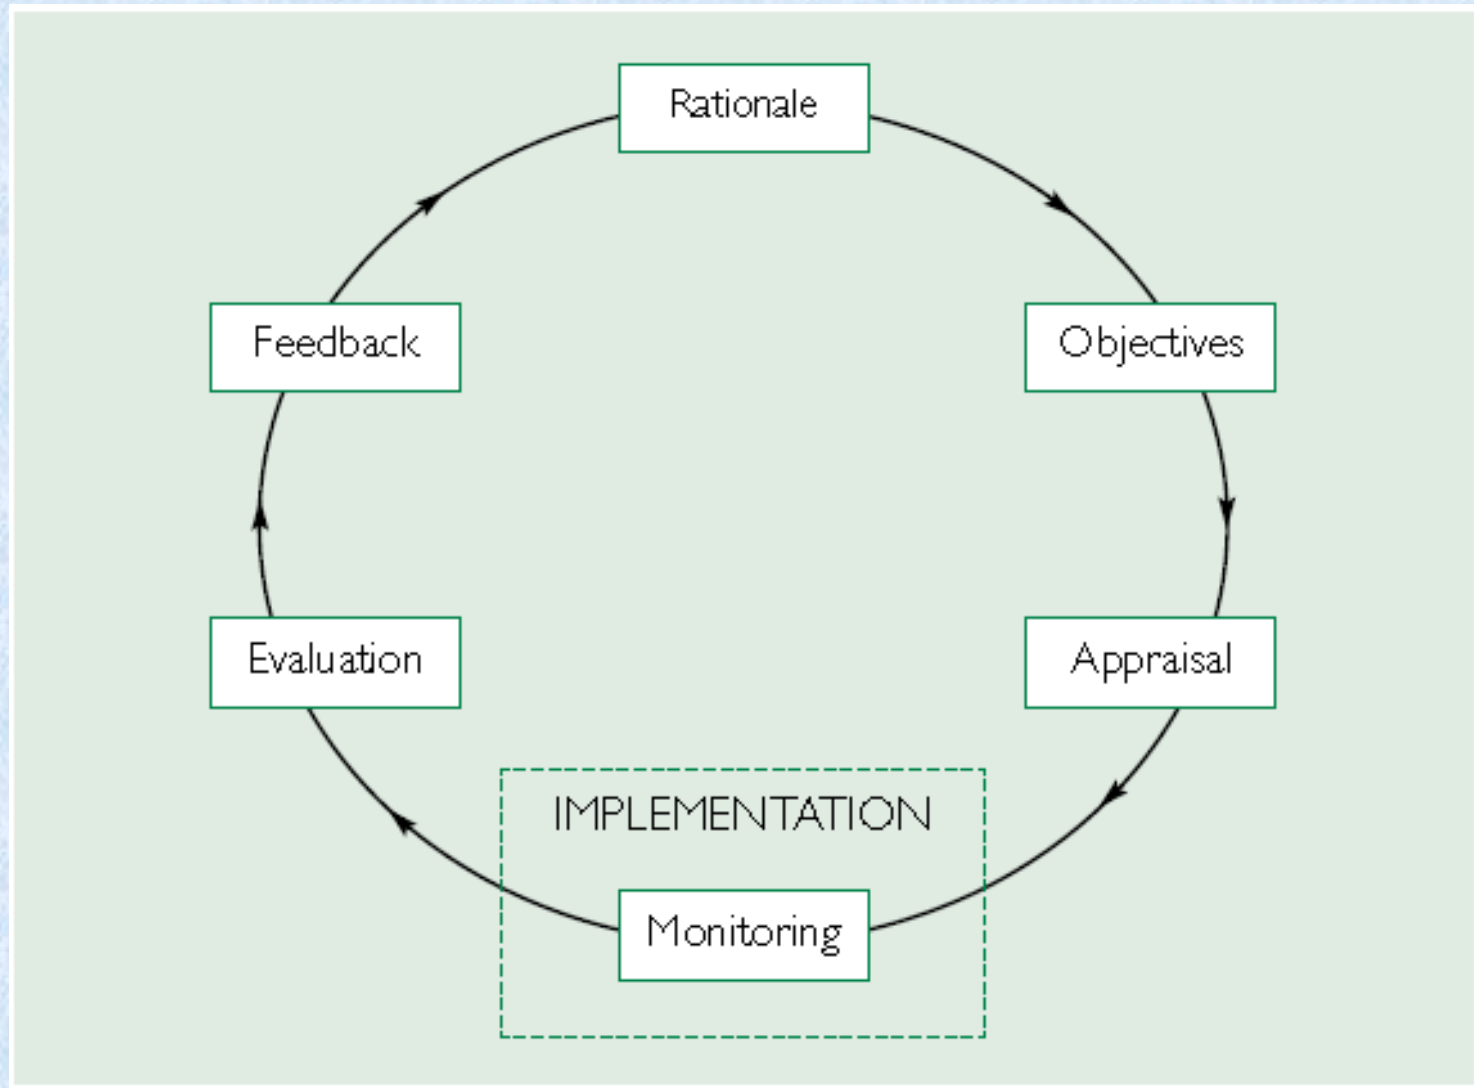 Rationale
Objectives
Appraisal
IMPLEMENTATION
Monitoring
Evaluation
Feedback